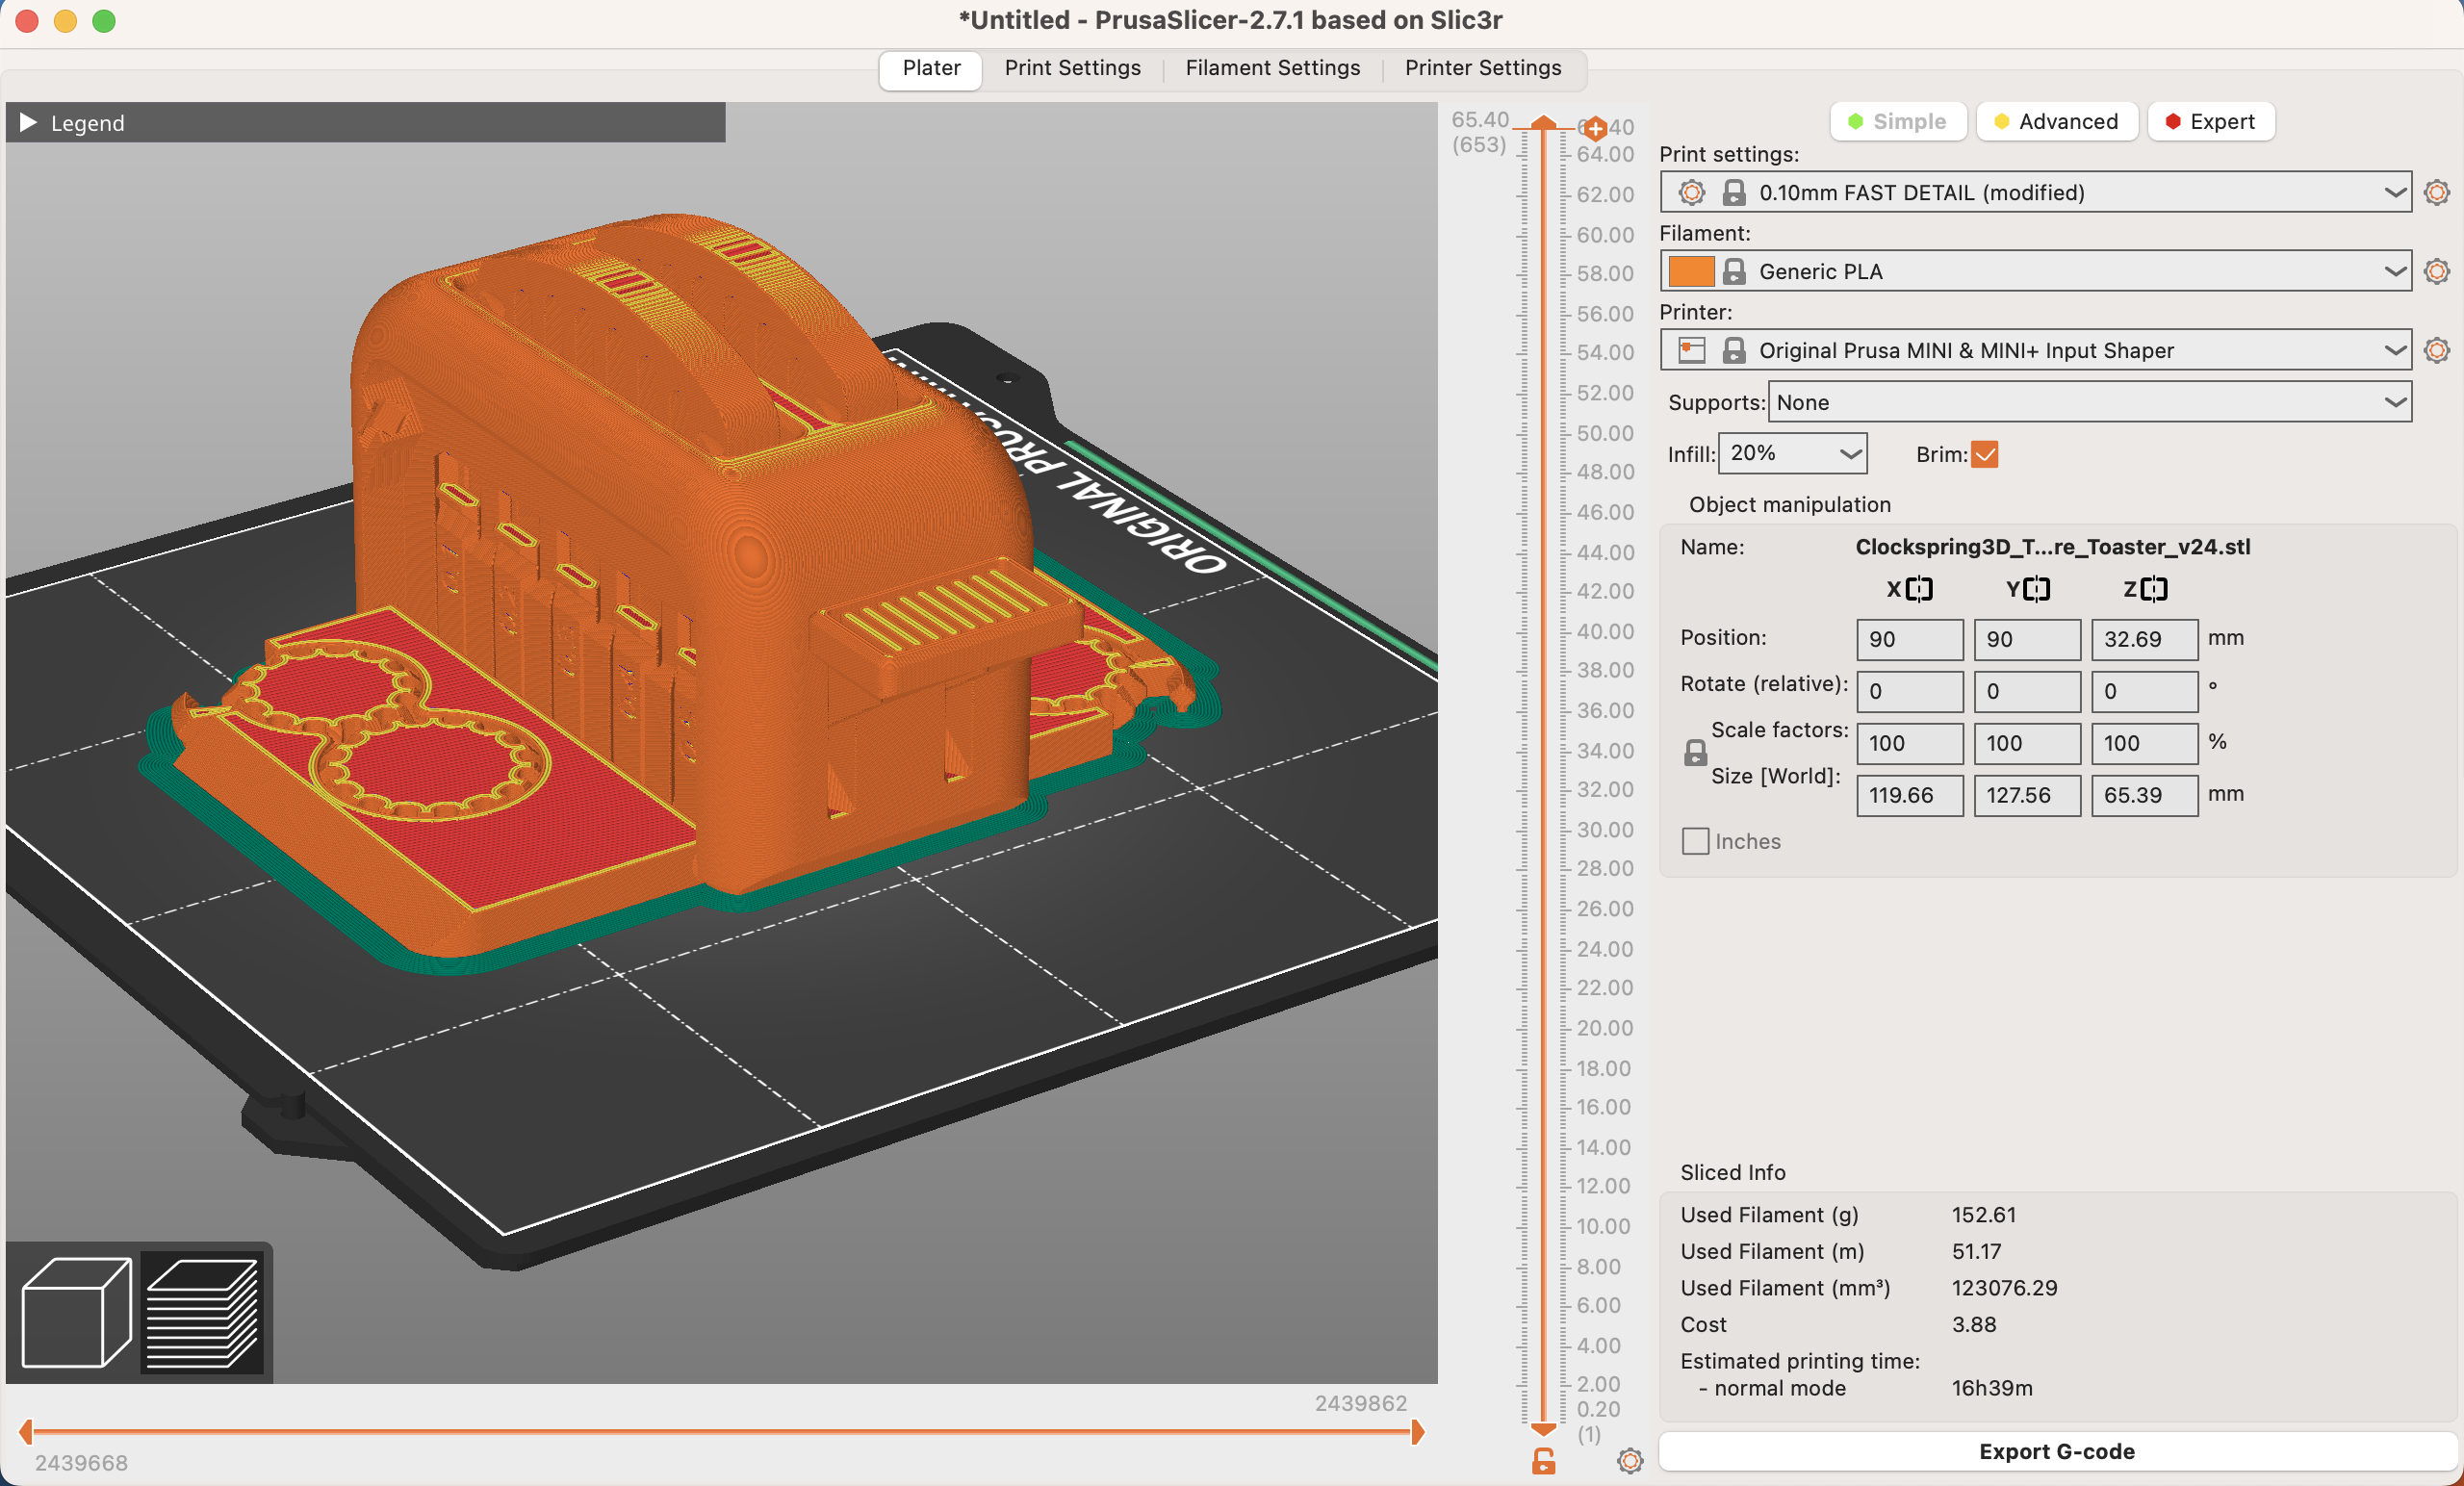 *Untitled - PrusaSlicer-2.7.1 based on Slic3r
Plater
Print Settings
Filament Settings
Printer Settings
Legend
ORIGINAL PRUSA
65.40
(653)
64.00
62.00
60.00
58.00
56.00
54.00
52.00
50.00
48.00
46.00
44.00
42.00
40.00
38.00
36.00
34.00
32.00
30.00
28.00
26.00
24.00
22.00
20.00
18.00
16.00
14.00
12.00
10.00
8.00
6.00
4.00
2.00
0.20
(1)
2439862
2439668
Simple
Advanced
Expert
Print settings:
0.10mm FAST DETAIL (modified)
Filament:
Generic PLA
Printer:
Original Prusa MINI & MINI+ Input Shaper
Supports: None
Infill: 20% Brim:
Object manipulation
Name: Clockspring3D_T...re_Toaster_v24.stl
X Y Z
Position: 90 90 32.69 mm
Rotate (relative): 0 0 0 °
Scale factors: 100 100 100 %
Size [World]: 119.66 127.56 65.39 mm
Inches
Sliced Info
Used Filament (g) 152.61
Used Filament (m) 51.17
Used Filament (mm³) 123076.29
Cost 3.88
Estimated printing time:
- normal mode 16h39m
Export G-code